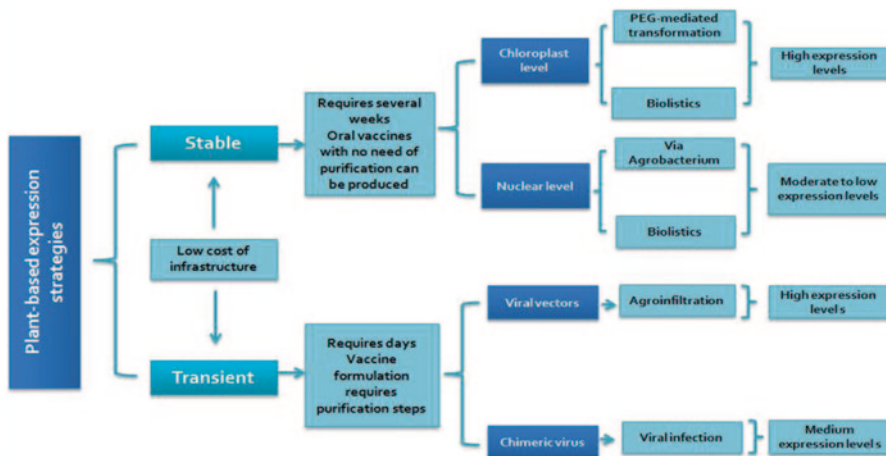 Plant-based expression
strategies
Stable
Low cost of
infrastructure
Transient
Requires several
weeks
Oral vaccines
with no need of
purification can
be produced
Requires days
Vaccine
formulation
requires
purification steps
Chloroplast
level
PEG-mediated
transformation
Biolistics
High expression
levels
Nuclear level
Via
Agrobacterium
Biolistics
Moderate to low
expression levels
Viral vectors
Agroinfiltration
High expression
levels
Chimeric virus
Viral infection
Medium
expression levels